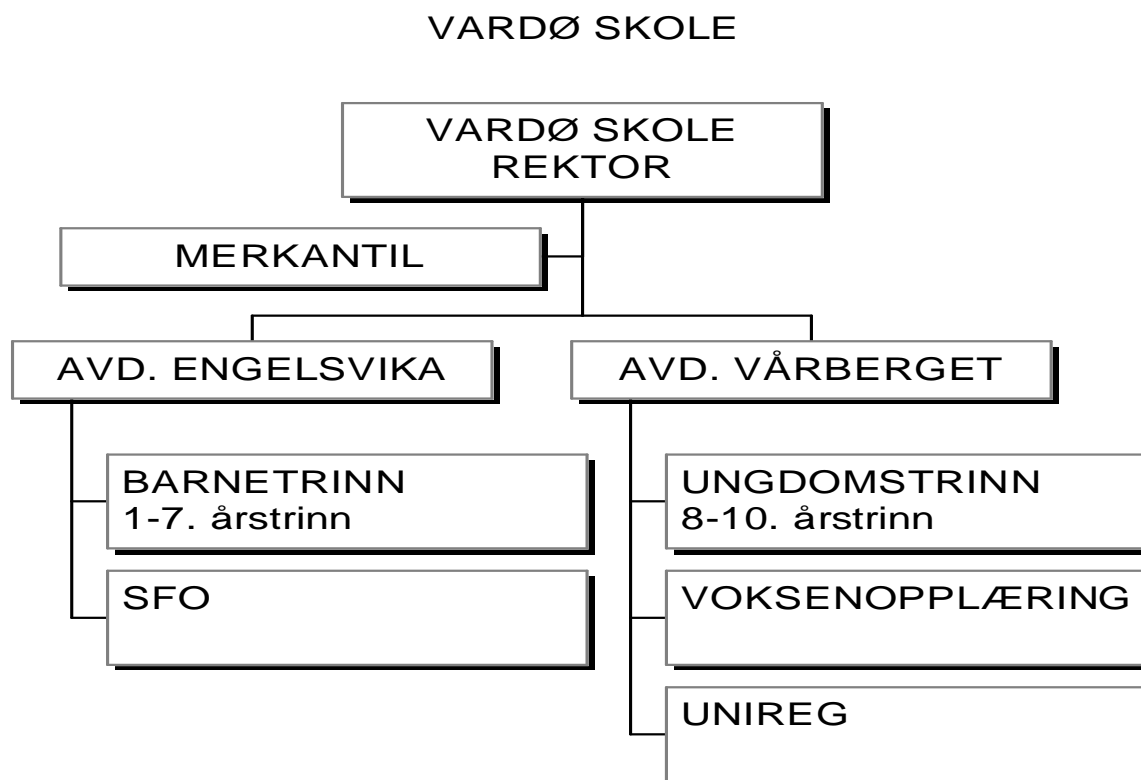 VARDØ SKOLE
VARDØ SKOLE
REKTOR
MERKANTIL
AVD. ENGELSVIKA
AVD. VÅRBERGET
BARNETRINN
1-7. årstrinn
SFO
UNGDOMSTRINN
8-10. årstrinn
VOKSENOPPLÆRING
UNIREG